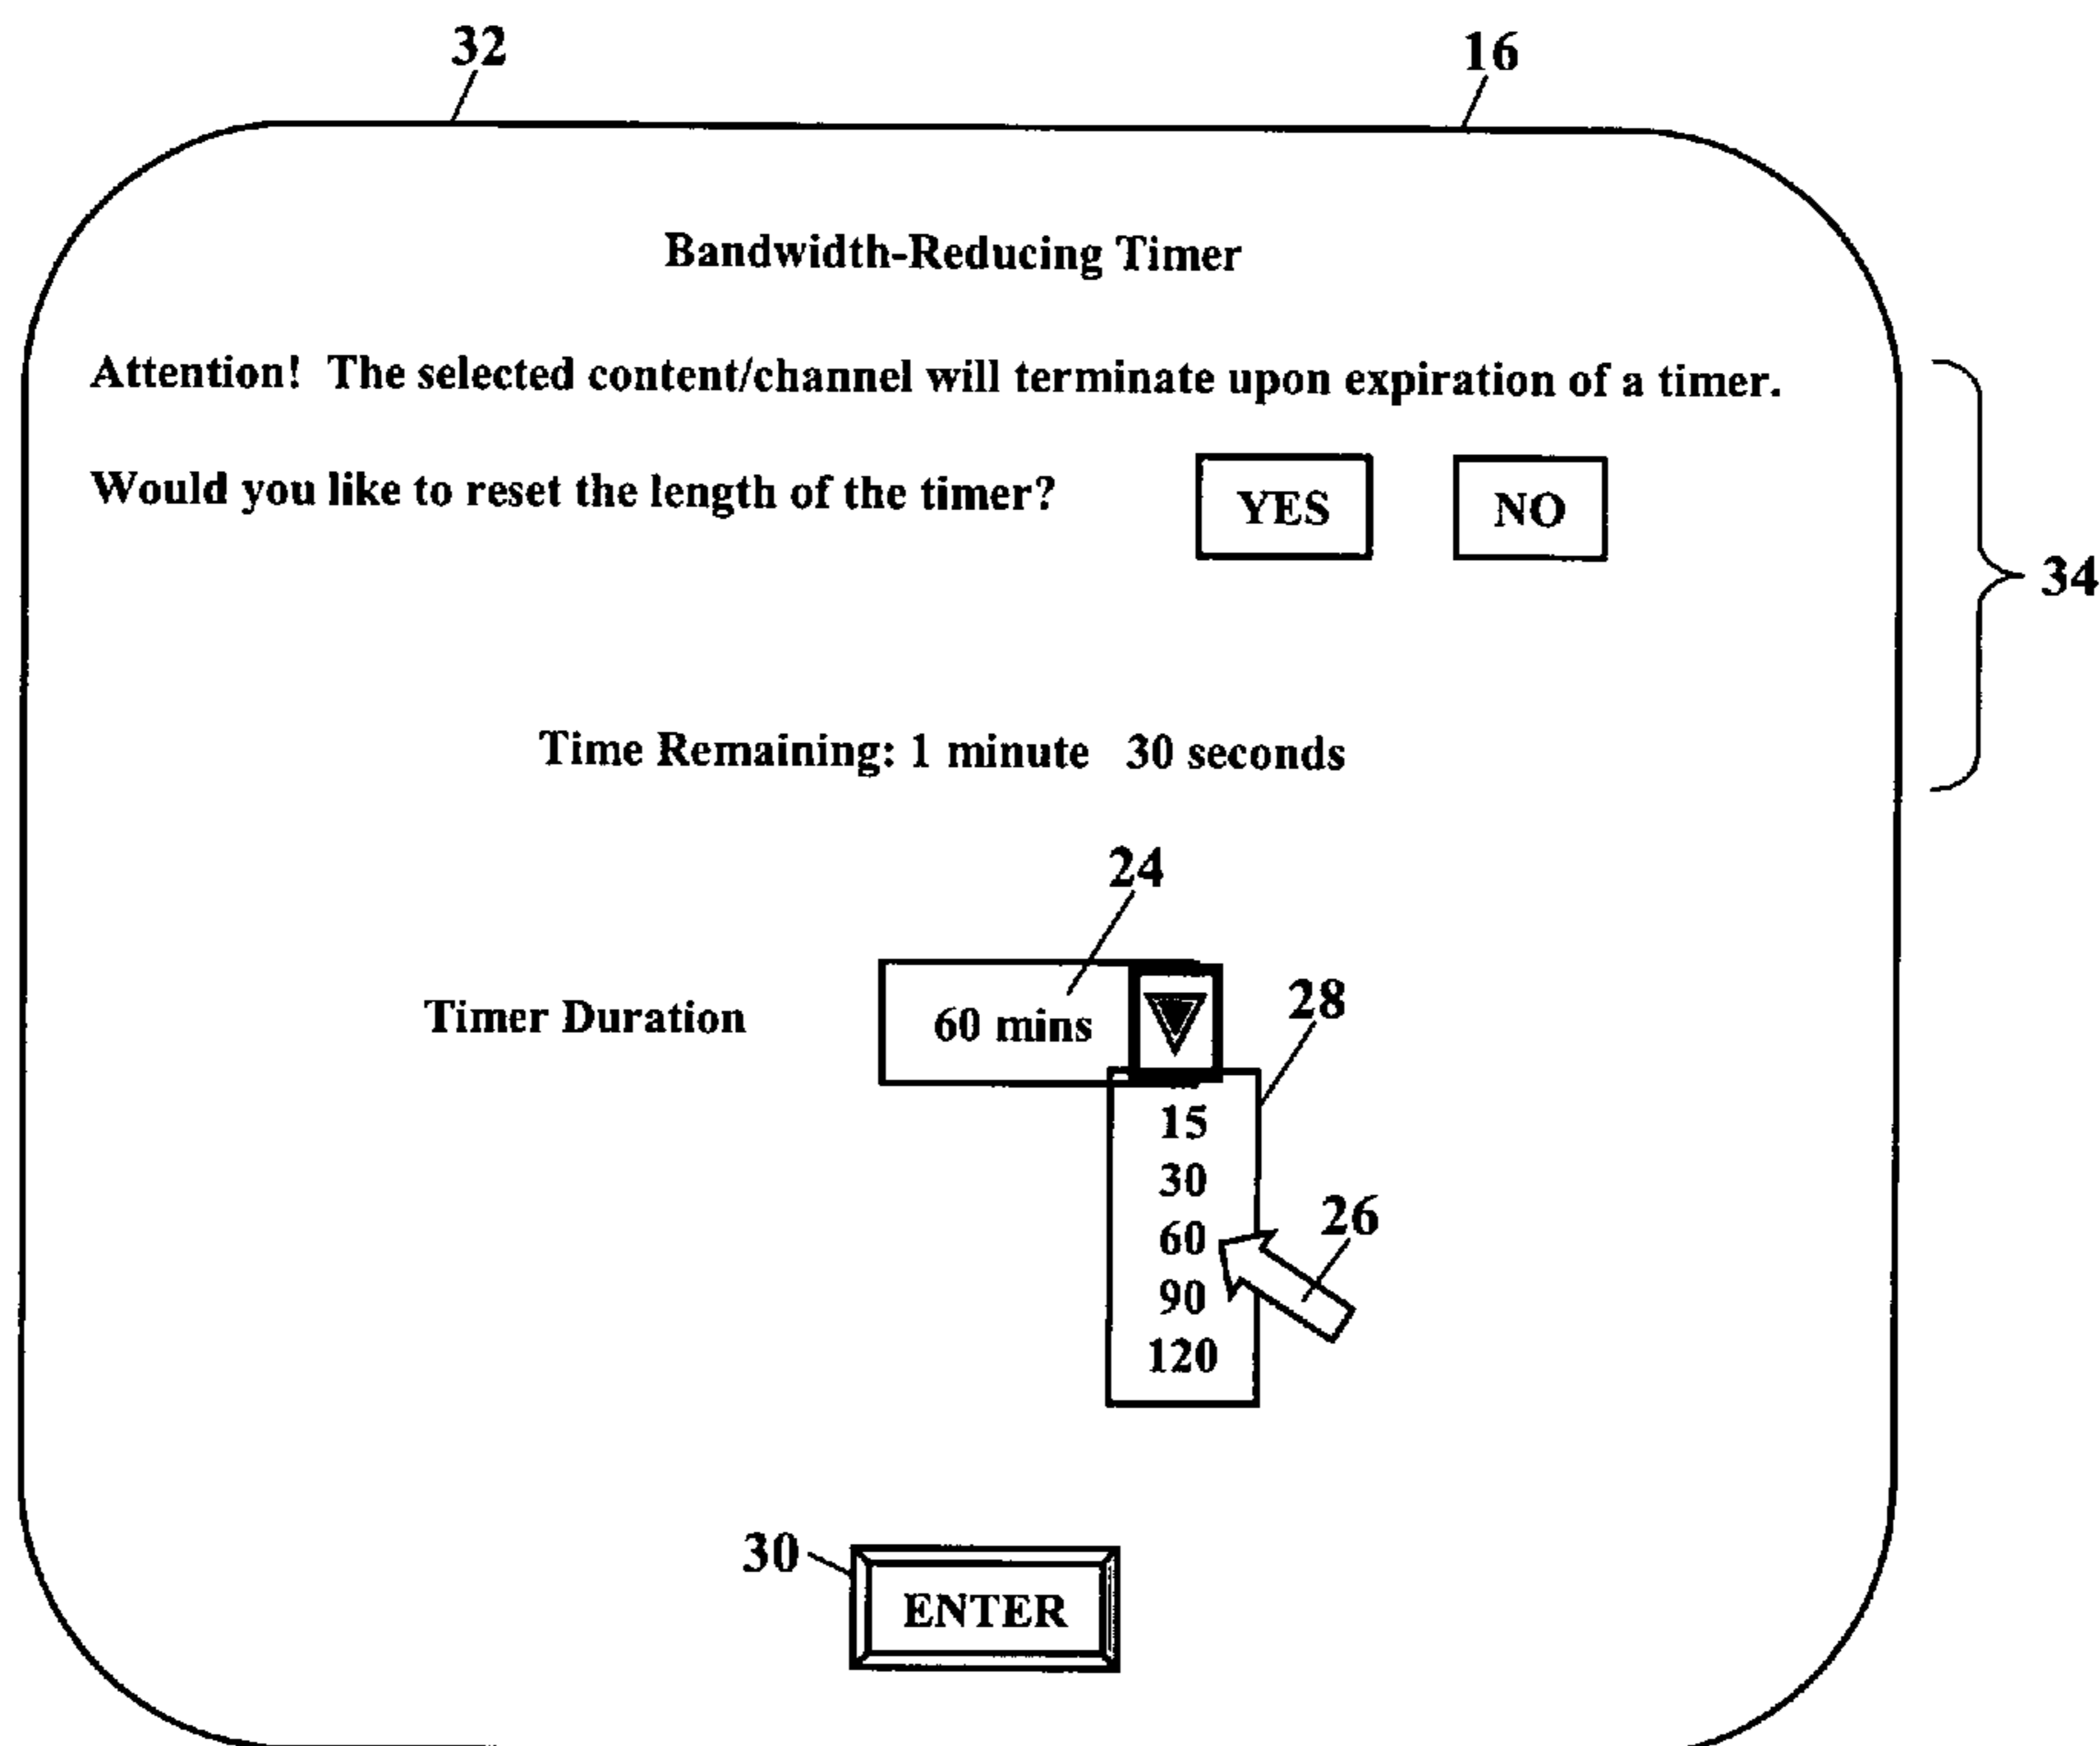 32
16
Bandwidth-Reducing Timer
Attention! The selected content/channel will terminate upon expiration of a timer.
Would you like to reset the length of the timer? YES NO
34
Time Remaining: 1 minute 30 seconds
24
Timer Duration 60 mins
28
15
30
60
26
90
120
30
ENTER